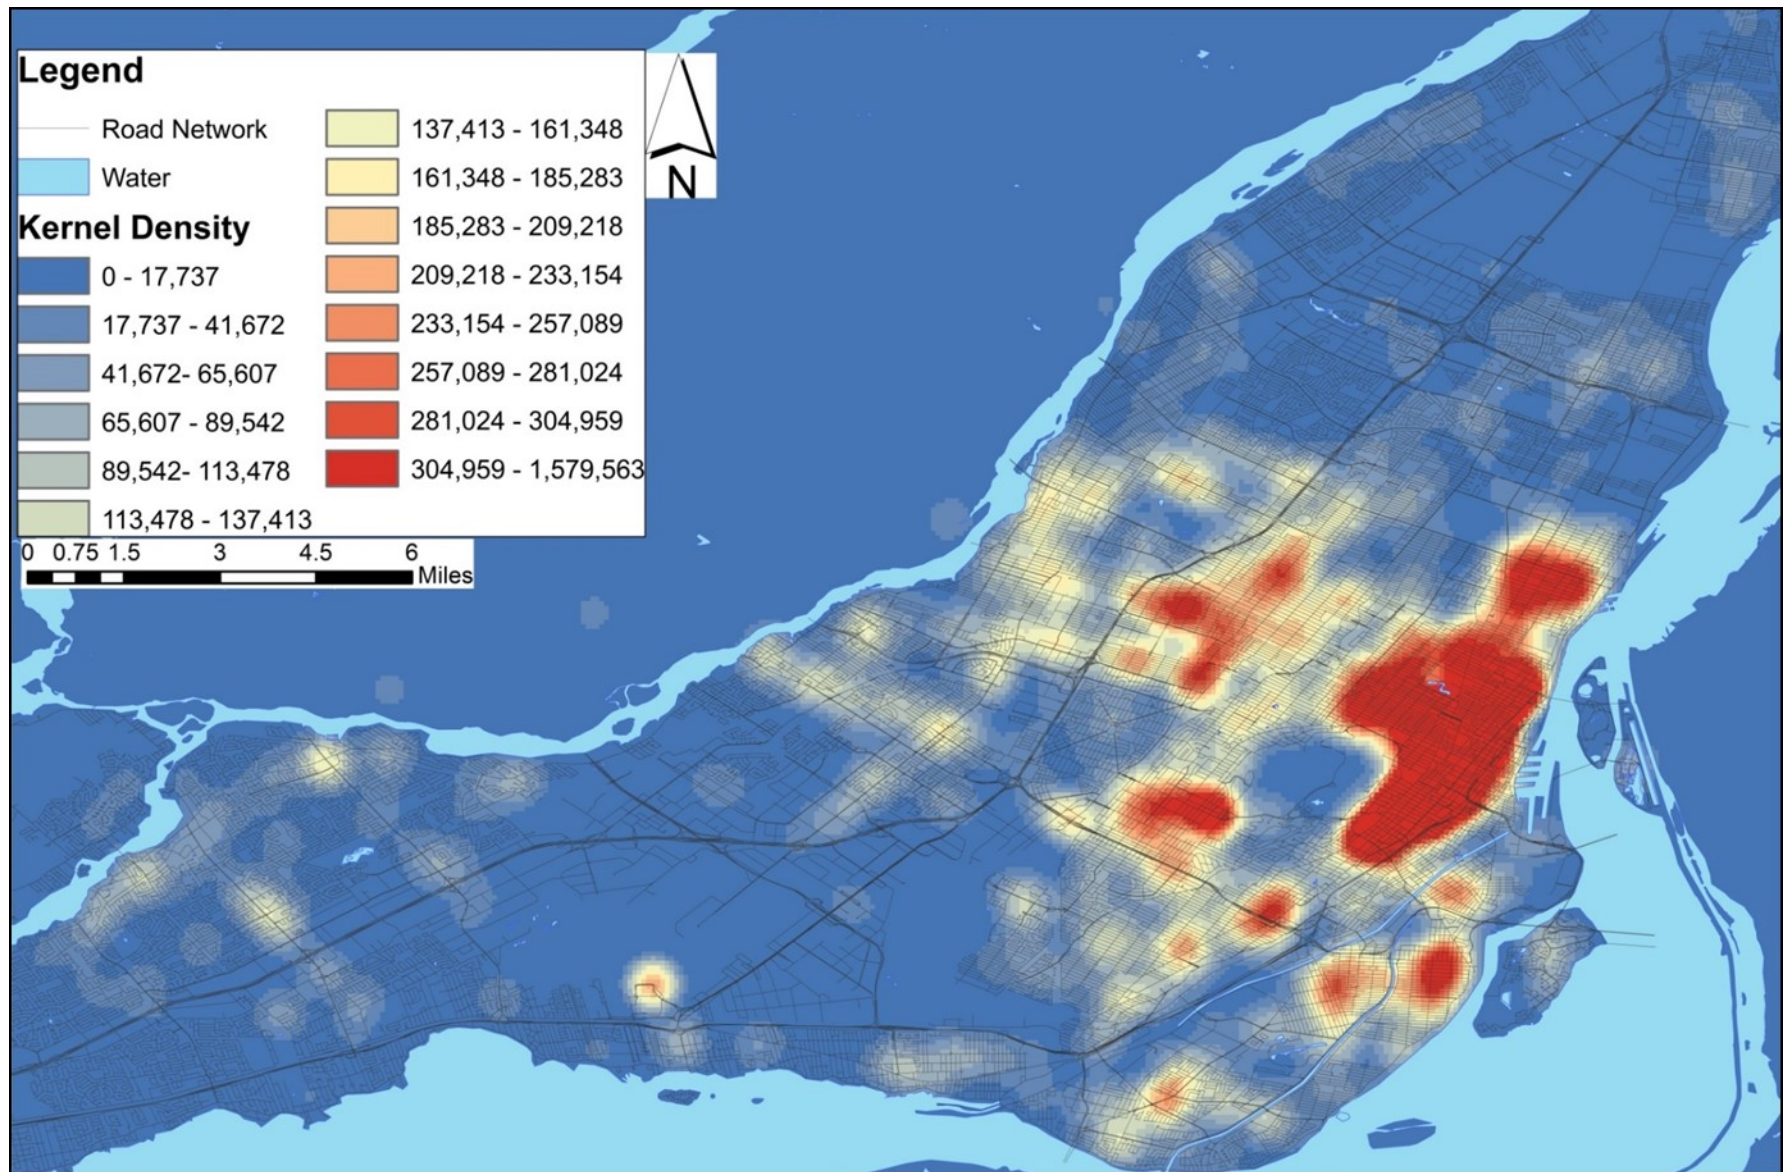 Legend
Road Network
Water
Kernel Density
0 - 17,737
17,737 - 41,672
41,672- 65,607
65,607 - 89,542
89,542- 113,478
113,478 - 137,413
137,413 - 161,348
161,348 - 185,283
185,283 - 209,218
209,218 - 233,154
233,154 - 257,089
257,089 - 281,024
281,024 - 304,959
304,959 - 1,579,563
N
0 0.75 1.5 3 4.5 6
Miles